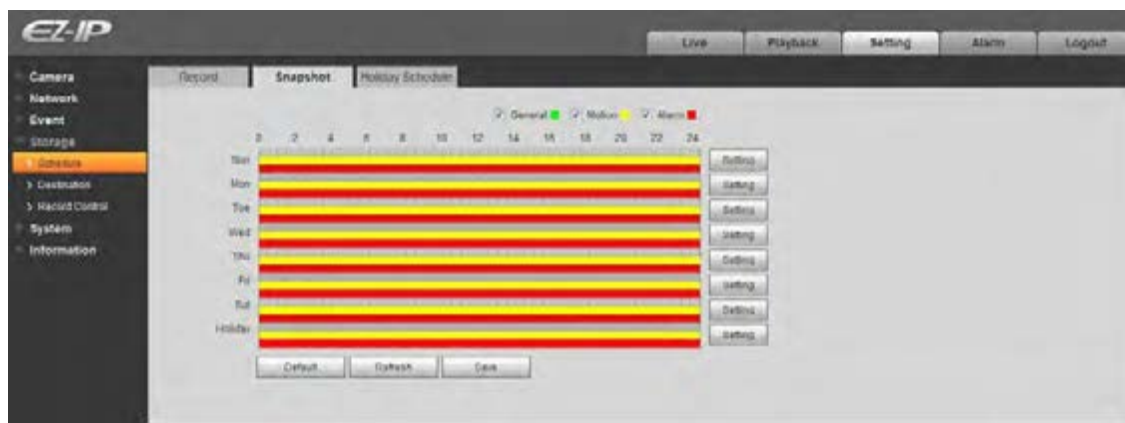 EZ-IP
Live Playback Setting Alarm Logout
Camera
Network
Event
Storage
Schedule
Destination
Record Control
System
Information
Record Snapshot Holiday Schedule
General Motion Alarm
0 2 4 6 8 10 12 14 16 18 20 22 24
Sun Setting
Mon Setting
Tue Setting
Wed Setting
Thu Setting
Fri Setting
Sat Setting
Holiday Setting
Default Refresh Save